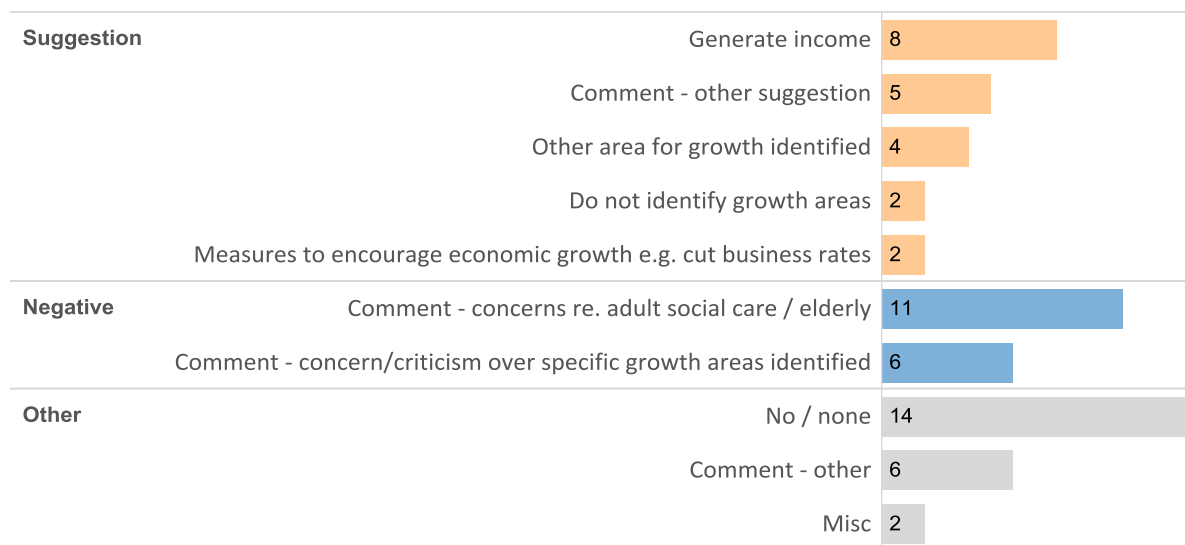 Suggestion Generate income 8
Comment - other suggestion 5
Other area for growth identified 4
Do not identify growth areas 2
Measures to encourage economic growth e.g. cut business rates 2
Negative Comment - concerns re. adult social care / elderly 11
Comment - concern/criticism over specific growth areas identified 6
Other No / none 14
Comment - other 6
Misc 2